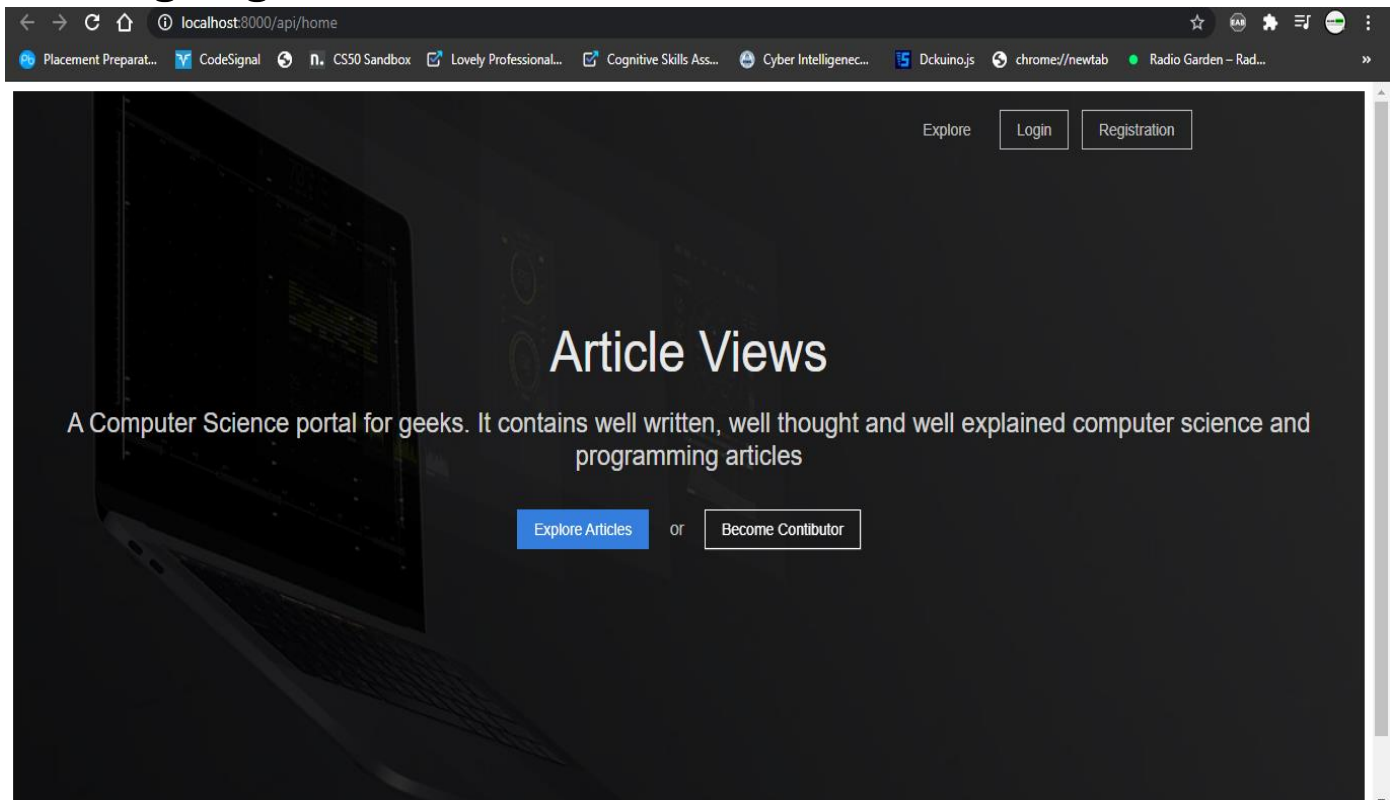 localhost:8000/api/home
Placement Preparat... CodeSignal n. CS50 Sandbox Lovely Professional... Cognitive Skills Ass... Cyber Intelligenec... Dckuino.js chrome://newtab Radio Garden – Rad... »
Explore Login Registration
Article Views
A Computer Science portal for geeks. It contains well written, well thought and well explained computer science and
programming articles
Explore Articles or Become Contibutor